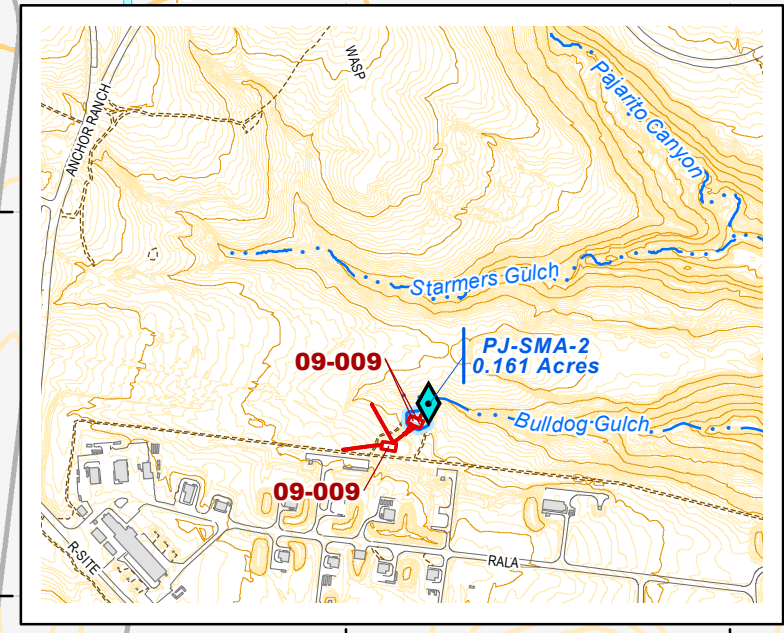 WASP
Pajarito Canyon
ANCHOR RANCH
Starmers Gulch
PJ-SMA-2
0.161 Acres
09-009
Bulldog Gulch
09-009
R-SITE
RALA